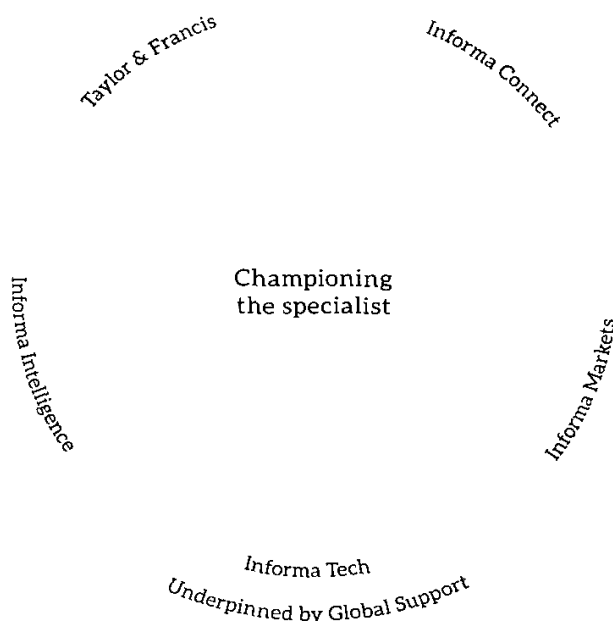 Taylor & Francis
Informa Connect
Championing
the specialist
Informa Intelligence
Informa Markets
Informa Tech
Underpinned by Global Support